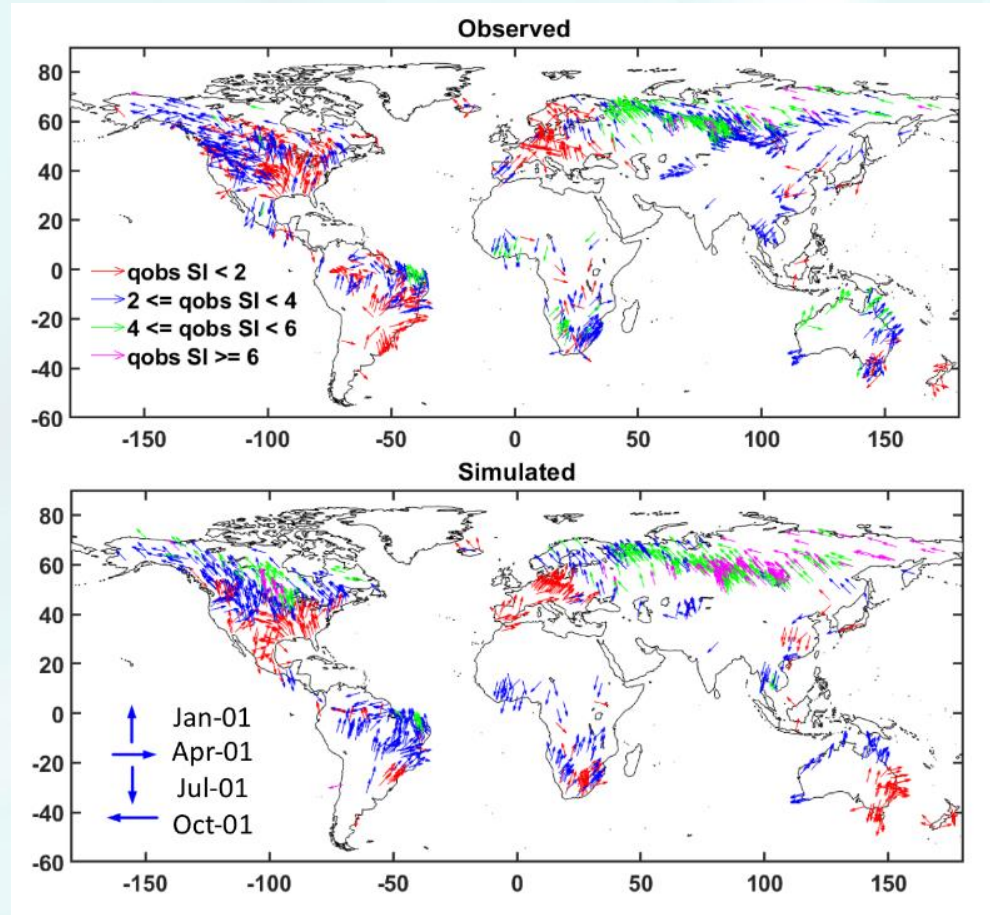 Observed
80
60
40
20
0
-20
-40
-60
qobs SI < 2
2 <= qobs SI < 4
4 <= qobs SI < 6
qobs SI >= 6
-150 -100 -50 0 50 100 150
Simulated
80
60
40
20
0
-20
-40
-60
Jan-01
Apr-01
Jul-01
Oct-01
-150 -100 -50 0 50 100 150